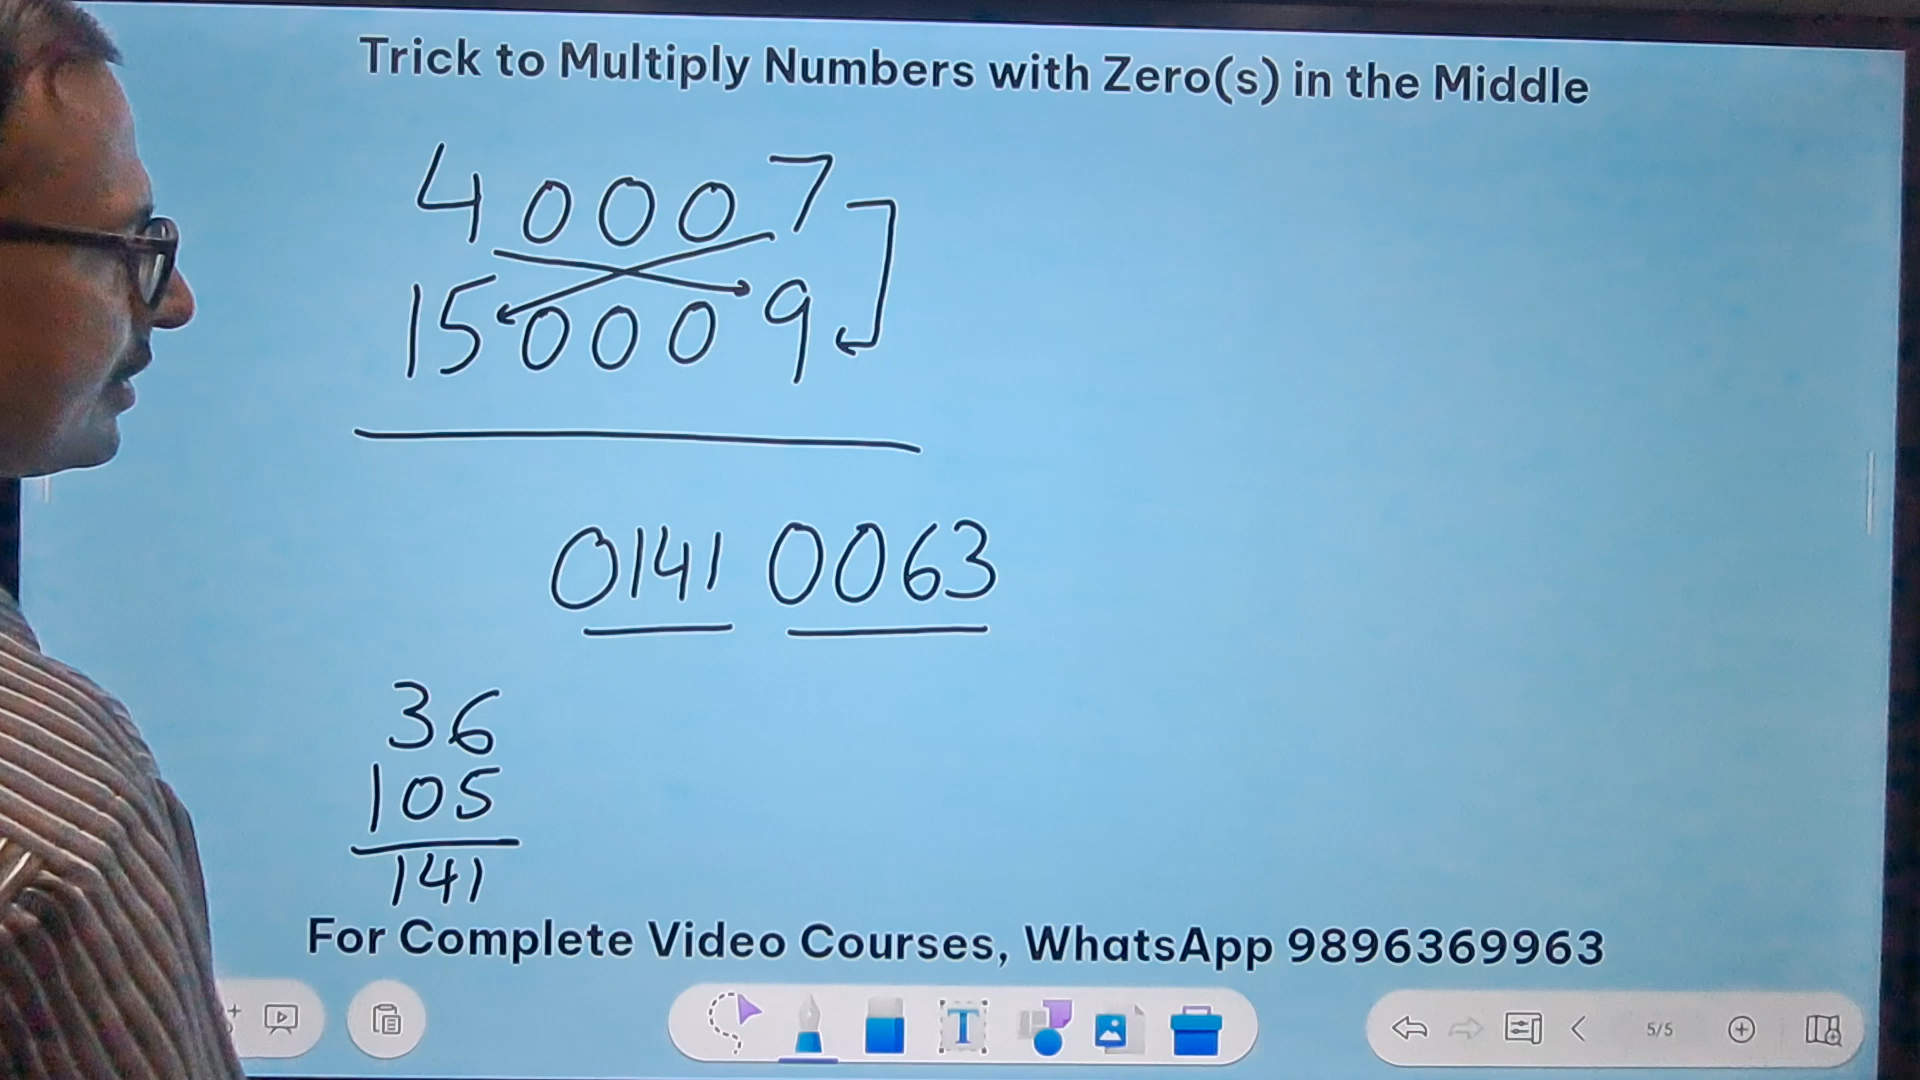 Trick to Multiply Numbers with Zero(s) in the Middle
40007
150009
0141 0063
36
105
141
For Complete Video Courses, WhatsApp 9896369963
T
5/5